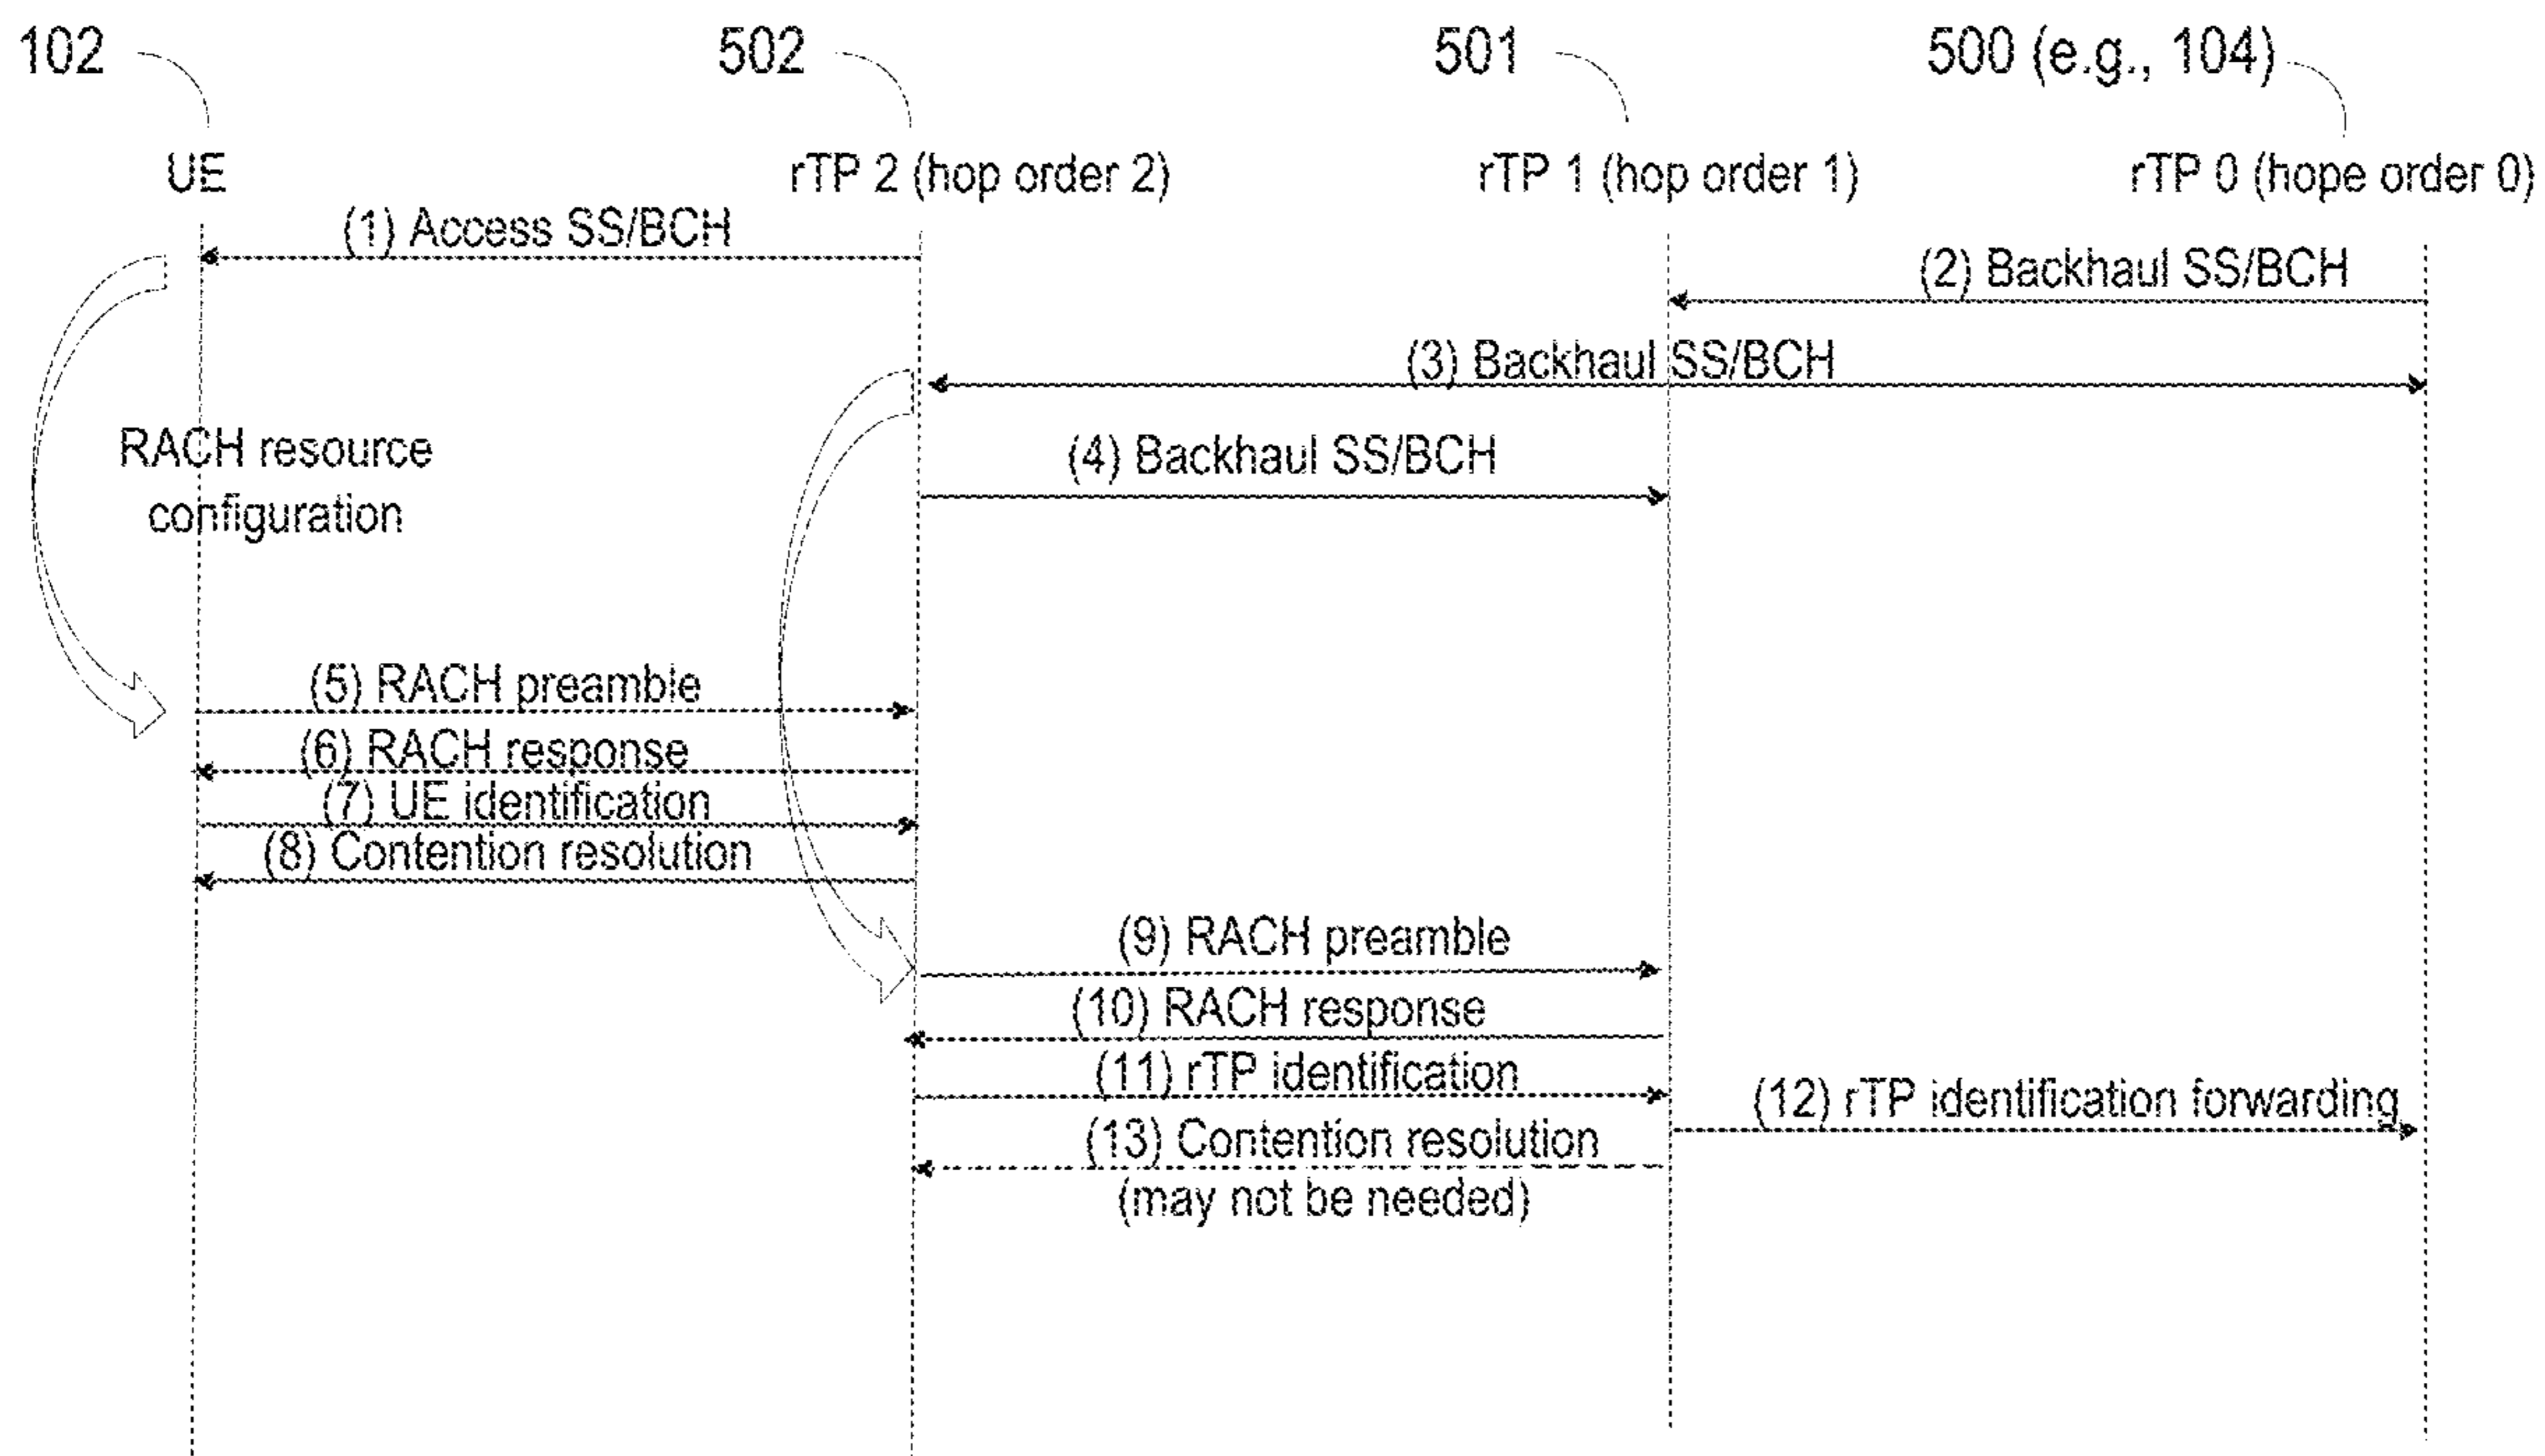 102
502
501
500 (e.g., 104)
UE
rTP 2 (hop order 2)
rTP 1 (hop order 1)
rTP 0 (hope order 0)
(1) Access SS/BCH
(2) Backhaul SS/BCH
(3) Backhaul SS/BCH
RACH resource
configuration
(4) Backhaul SS/BCH
(5) RACH preamble
(6) RACH response
(7) UE identification
(8) Contention resolution
(9) RACH preamble
(10) RACH response
(11) rTP identification
(12) rTP identification forwarding
(13) Contention resolution
(may not be needed)